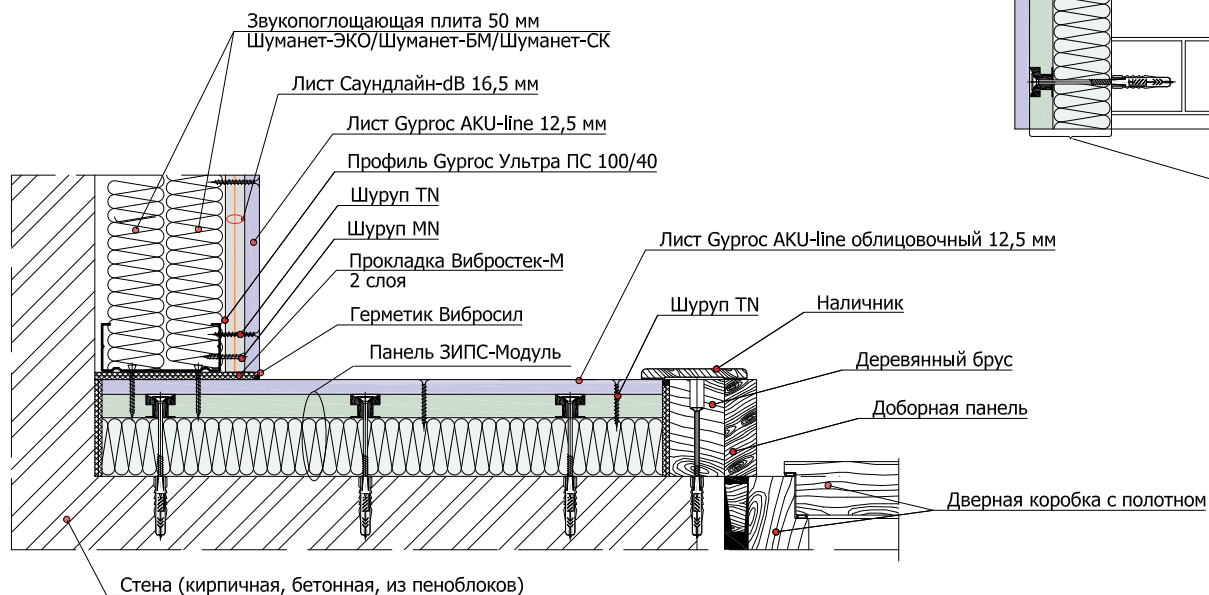 Звукопоглощающая плита 50 мм
Шуманет-ЭКО/Шуманет-БМ/Шуманет-СК
Лист Саундлайн-dB 16,5 мм
Лист Gyproc AKU-line 12,5 мм
Профиль Gyproc Ультра ПС 100/40
Шуруп TN
Шуруп MN
Прокладка Вибростек-М
2 слоя
Герметик Вибросил
Панель ЗИПС-Модуль
Лист Gyproc AKU-line облицовочный 12,5 мм
Шуруп TN
Наличник
Деревянный брус
Доборная панель
Дверная коробка с полотном
Стена (кирпичная, бетонная, из пеноблоков)